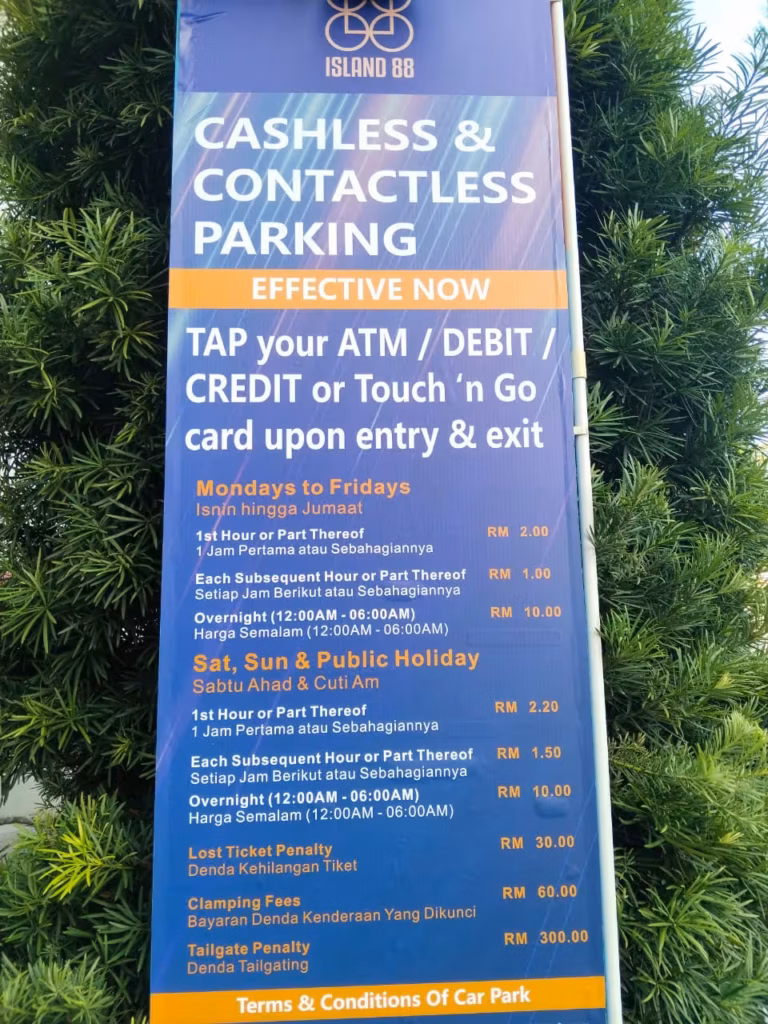 ISLAND 88
CASHLESS &
CONTACTLESS
PARKING
EFFECTIVE NOW
TAP your ATM / DEBIT /
CREDIT or Touch ‘n Go
card upon entry & exit
Mondays to Fridays
Isnin hingga Jumaat
1st Hour or Part Thereof RM 2.00
1 Jam Pertama atau Sebahagiannya
Each Subsequent Hour or Part Thereof RM 1.00
Setiap Jam Berikut atau Sebahagiannya
Overnight (12:00AM - 06:00AM) RM 10.00
Harga Semalam (12:00AM - 06:00AM)
Sat, Sun & Public Holiday
Sabtu Ahad & Cuti Am
1st Hour or Part Thereof RM 2.20
1 Jam Pertama atau Sebahagiannya
Each Subsequent Hour or Part Thereof RM 1.50
Setiap Jam Berikut atau Sebahagiannya
Overnight (12:00AM - 06:00AM) RM 10.00
Harga Semalam (12:00AM - 06:00AM)
Lost Ticket Penalty RM 30.00
Denda Kehilangan Tiket
Clamping Fees RM 60.00
Bayaran Denda Kenderaan Yang Dikunci
Tailgate Penalty RM 300.00
Denda Tailgating
Terms & Conditions Of Car Park